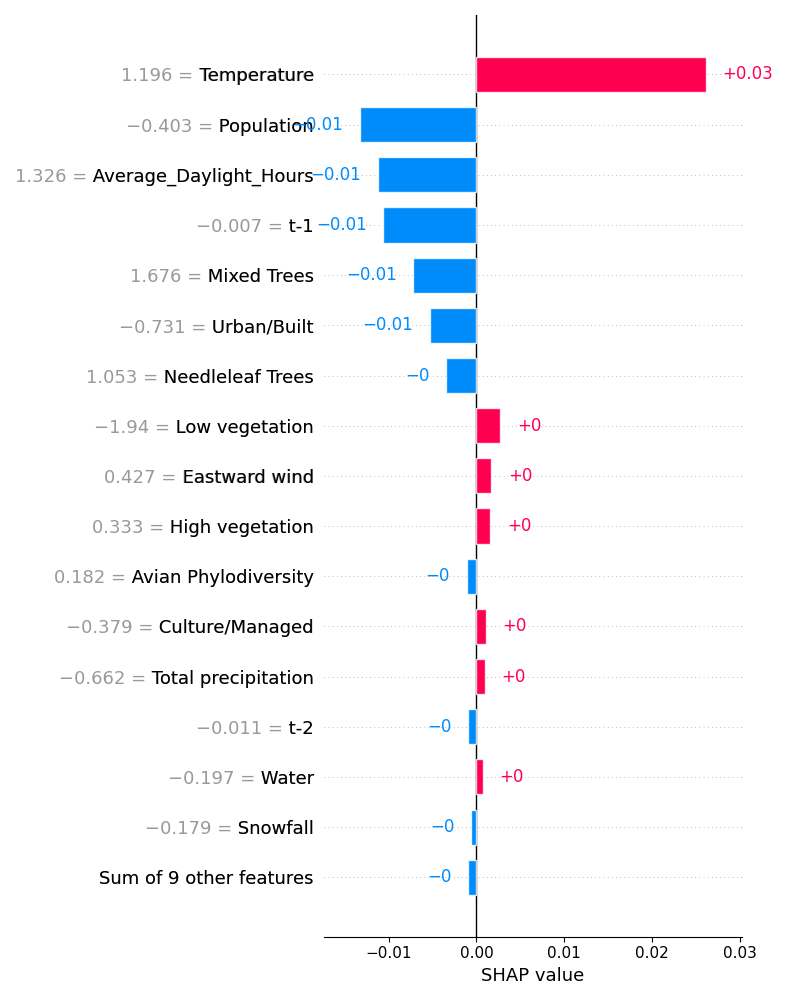 1.196 = Temperature +0.03
−0.403 = Population −0.01
1.326 = Average_Daylight_Hours −0.01
−0.007 = t-1 −0.01
1.676 = Mixed Trees −0.01
−0.731 = Urban/Built −0.01
1.053 = Needleleaf Trees −0
−1.94 = Low vegetation +0
0.427 = Eastward wind +0
0.333 = High vegetation +0
0.182 = Avian Phylodiversity −0
−0.379 = Culture/Managed +0
−0.662 = Total precipitation +0
−0.011 = t-2 −0
−0.197 = Water +0
−0.179 = Snowfall −0
Sum of 9 other features −0
−0.01 0.00 0.01 0.02 0.03
SHAP value